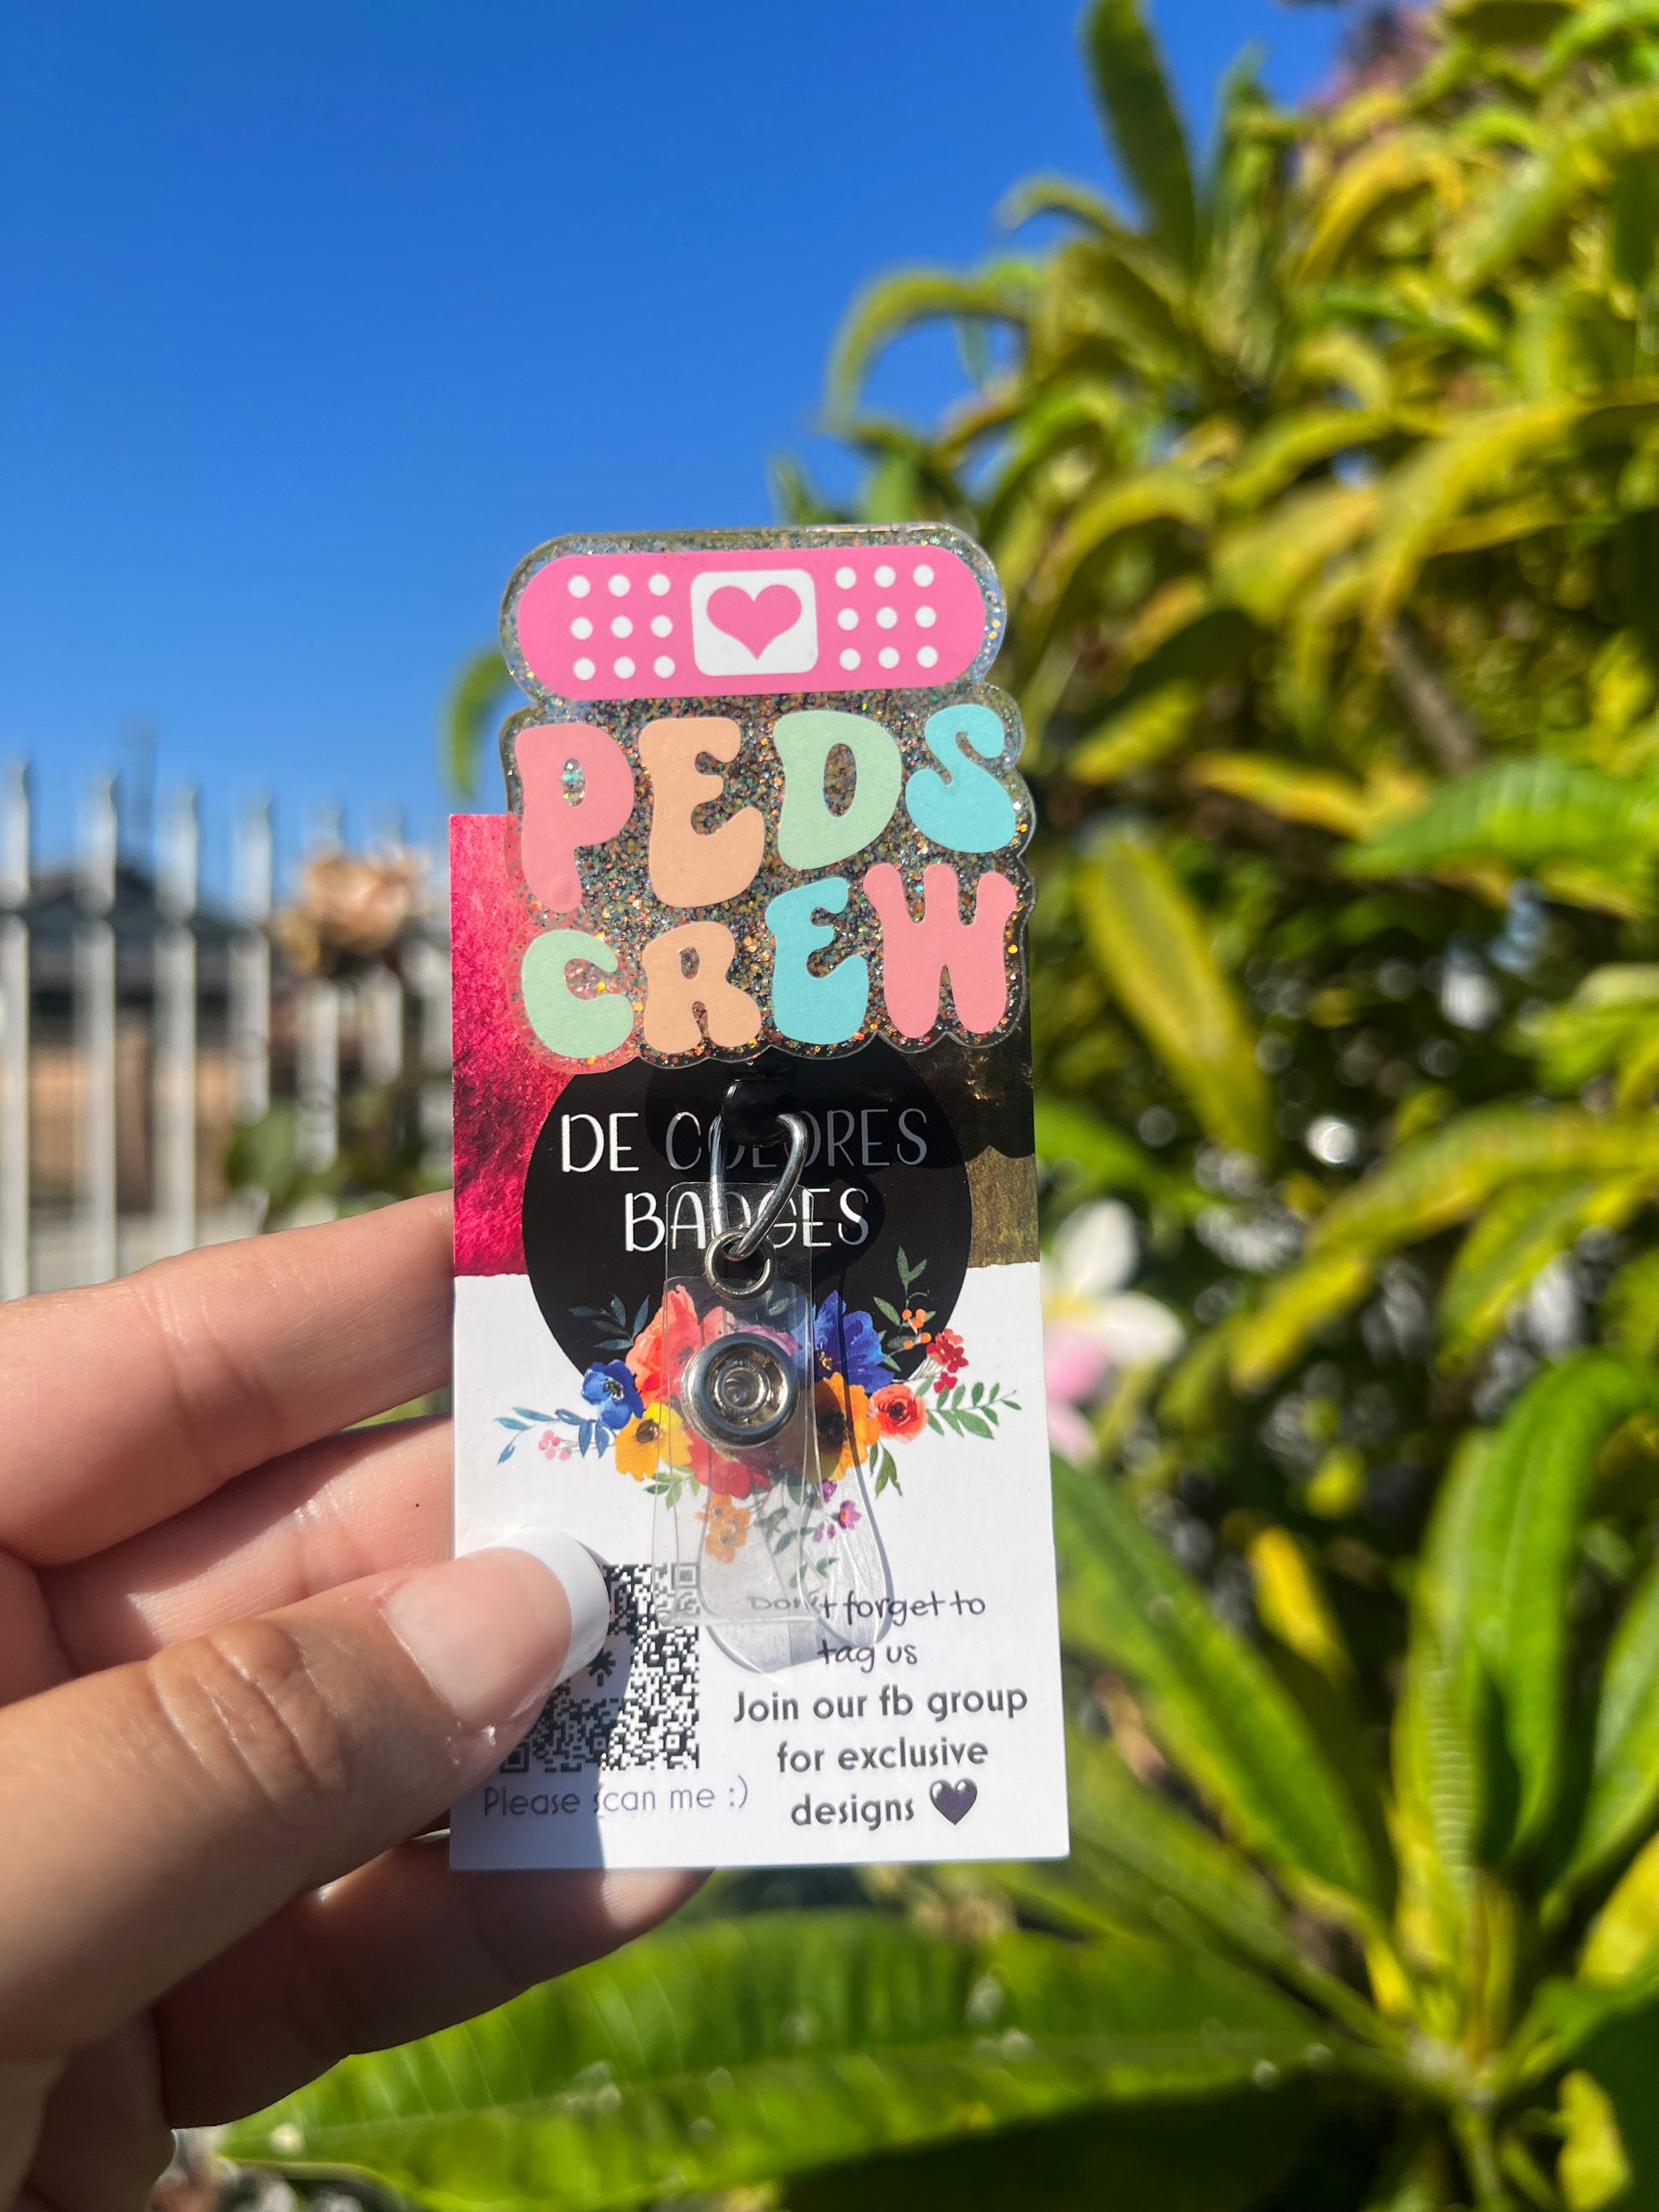 PEDS
CREW
DE COLORES
BADGES
Don't forget to
tag us
Join our fb group
for exclusive
designs
Please scan me :)